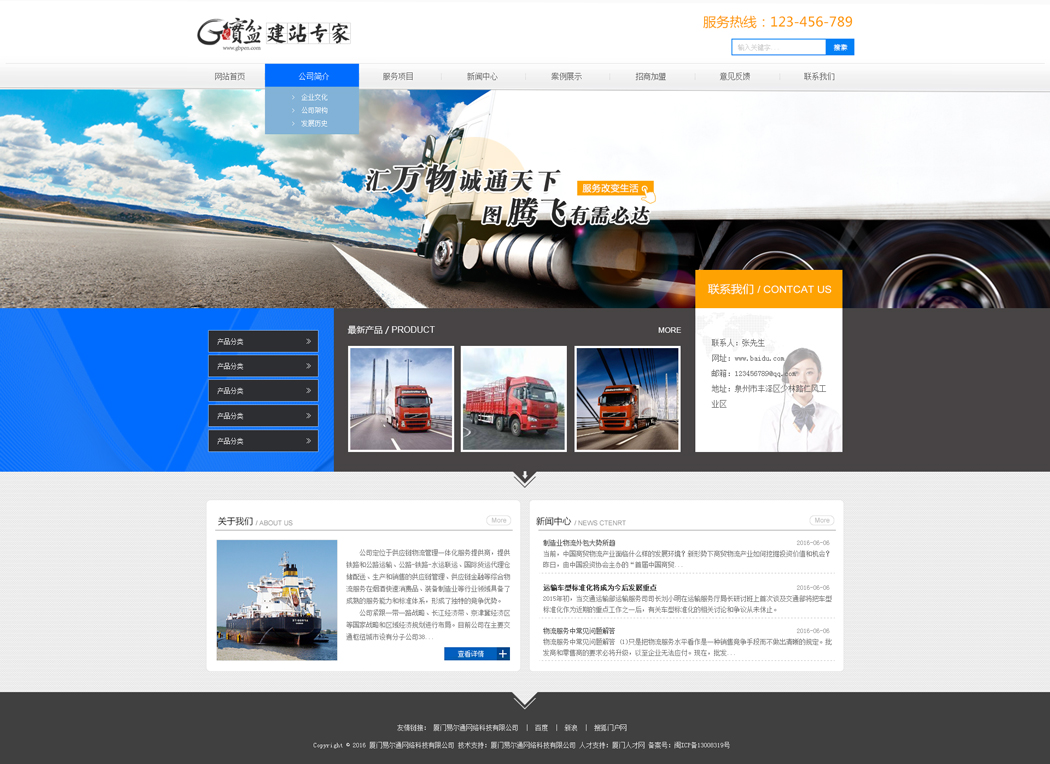 寶盆建站专家
www.gbpen.com
服务热线：123-456-789
输入关键字
搜索
网站首页
公司简介
服务项目
新闻中心
案例展示
招商加盟
意见反馈
联系我们
企业文化
公司架构
发展历史
汇万物诚通天下
服务改变生活
图腾飞有需必达
联系我们 / CONTCAT US
联系人：张先生
网址：www.baidu.com
邮箱：1234567890qq.com
地址：泉州市丰泽区少林路仁风工
业区
产品分类
产品分类
产品分类
产品分类
产品分类
最新产品 / PRODUCT
MORE
关于我们 / ABOUT US
More
公司定位于供应链物流管理一体化服务提供商，提供
铁路和公路运输、公路-铁路-水运联运、国际货运代理仓
储配送、生产和销售的供应链管理、供应链金融等综合物
流服务在烟草快速消费品、装备制造业等行业领域具备了
成熟的服务能力和标准体系，形成了独特的竞争优势。
公司紧跟一带一路战略、长江经济带、京津冀经济区
等国家战略和区域经济规划进行布局。目前公司在主要交
通枢纽城市设有分子公司38...
查看详情
新闻中心 / NEWS CTENRT
More
制造业物流外包大势所趋
2016-06-06
当前，中国商贸物流产业面临什么样的发展环境？新形势下商贸物流产业如何挖掘投资价值和机会？
昨日，由中国投资协会主办的“首届中国商贸...
运输车型标准化将成为今后发展重点
2016-06-06
2015年初，当交通运输部运输服务司司长刘小明在运输服务厅局长研讨班上首次谈及交通部将把车型
标准化作为近期的重点工作之一后，有关车型标准化的相关讨论和争议从未休止。
物流服务中常见问题解答
2016-06-06
物流服务中常见问题解答 （1）只是把物流服务水平看作是一种销售竞争手段而不做出清晰的规定。批
发商和零售商的要求必将升级，以至企业无法应付。现在，批发...
友情链接： 厦门易尔通网络科技有限公司 | 百度 | 新浪 | 搜狐门户网
Copyright © 2016 厦门易尔通网络科技有限公司 技术支持：厦门易尔通网络科技有限公司 人才支持：厦门人才网 备案号：闽ICP备13008319号